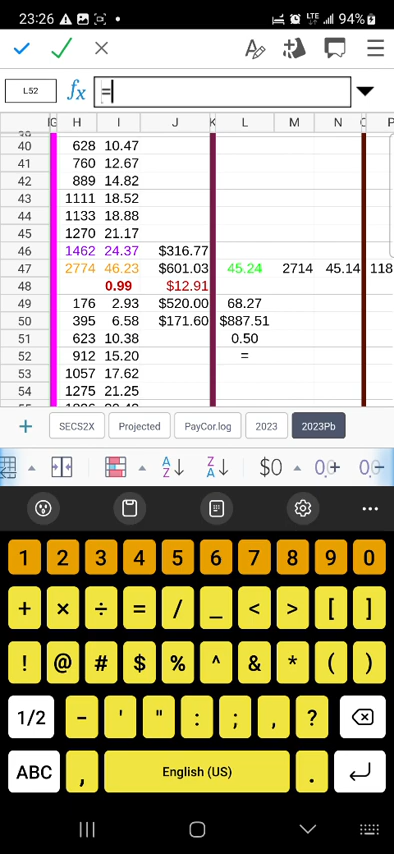 23:26 LTE 94%
L52 fx =
G H I J K L M N O P
39
40 628 10.47
41 760 12.67
42 889 14.82
43 1111 18.52
44 1133 18.88
45 1270 21.17
46 1462 24.37 $316.77
47 2774 46.23 $601.03 45.24 2714 45.14 118
48 0.99 $12.91
49 176 2.93 $520.00 68.27
50 395 6.58 $171.60 $887.51
51 623 10.38 0.50
52 912 15.20 =
53 1057 17.62
54 1275 21.25
+ SECS2X Projected PayCor.log 2023 2023Pb
A Z Z A $0 00+ 00-
1 2 3 4 5 6 7 8 9 0
+ × ÷ = / _ < > [ ]
! @ # $ % ^ & * ( )
1/2 - ' " : ; , ?
ABC , English (US) .